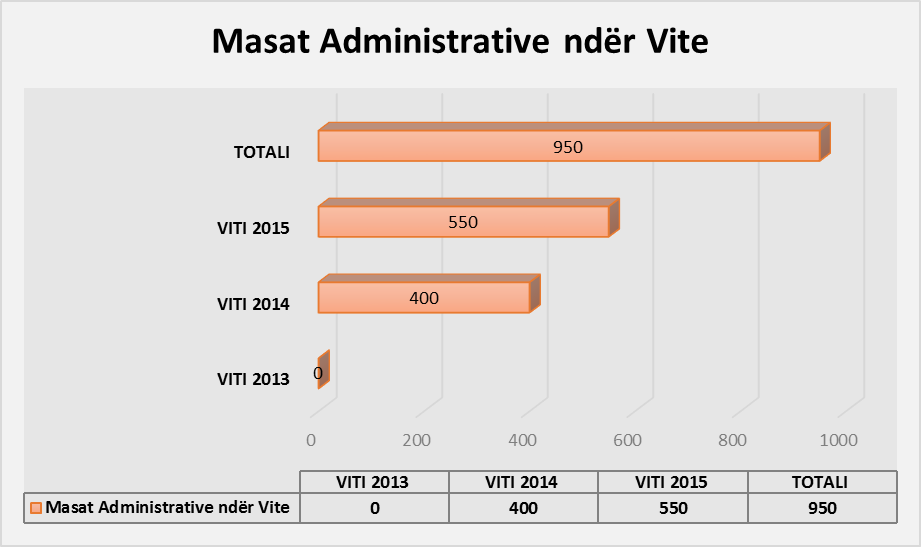 Masat Administrative ndër Vite
TOTALI
950
VITI 2015
550
VITI 2014
400
VITI 2013
0
0 200 400 600 800 1000
VITI 2013 VITI 2014 VITI 2015 TOTALI
Masat Administrative ndër Vite 0 400 550 950